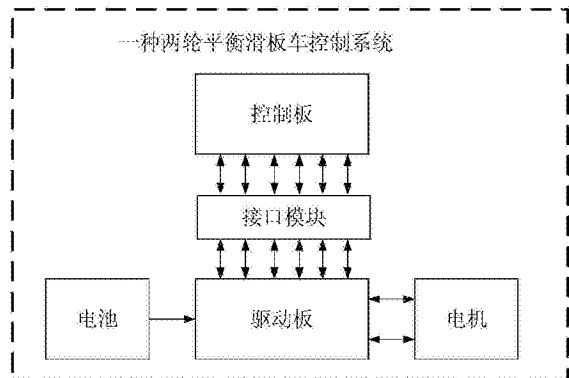 一种两轮平衡滑板车控制系统
控制板
接口模块
电池
驱动板
电机